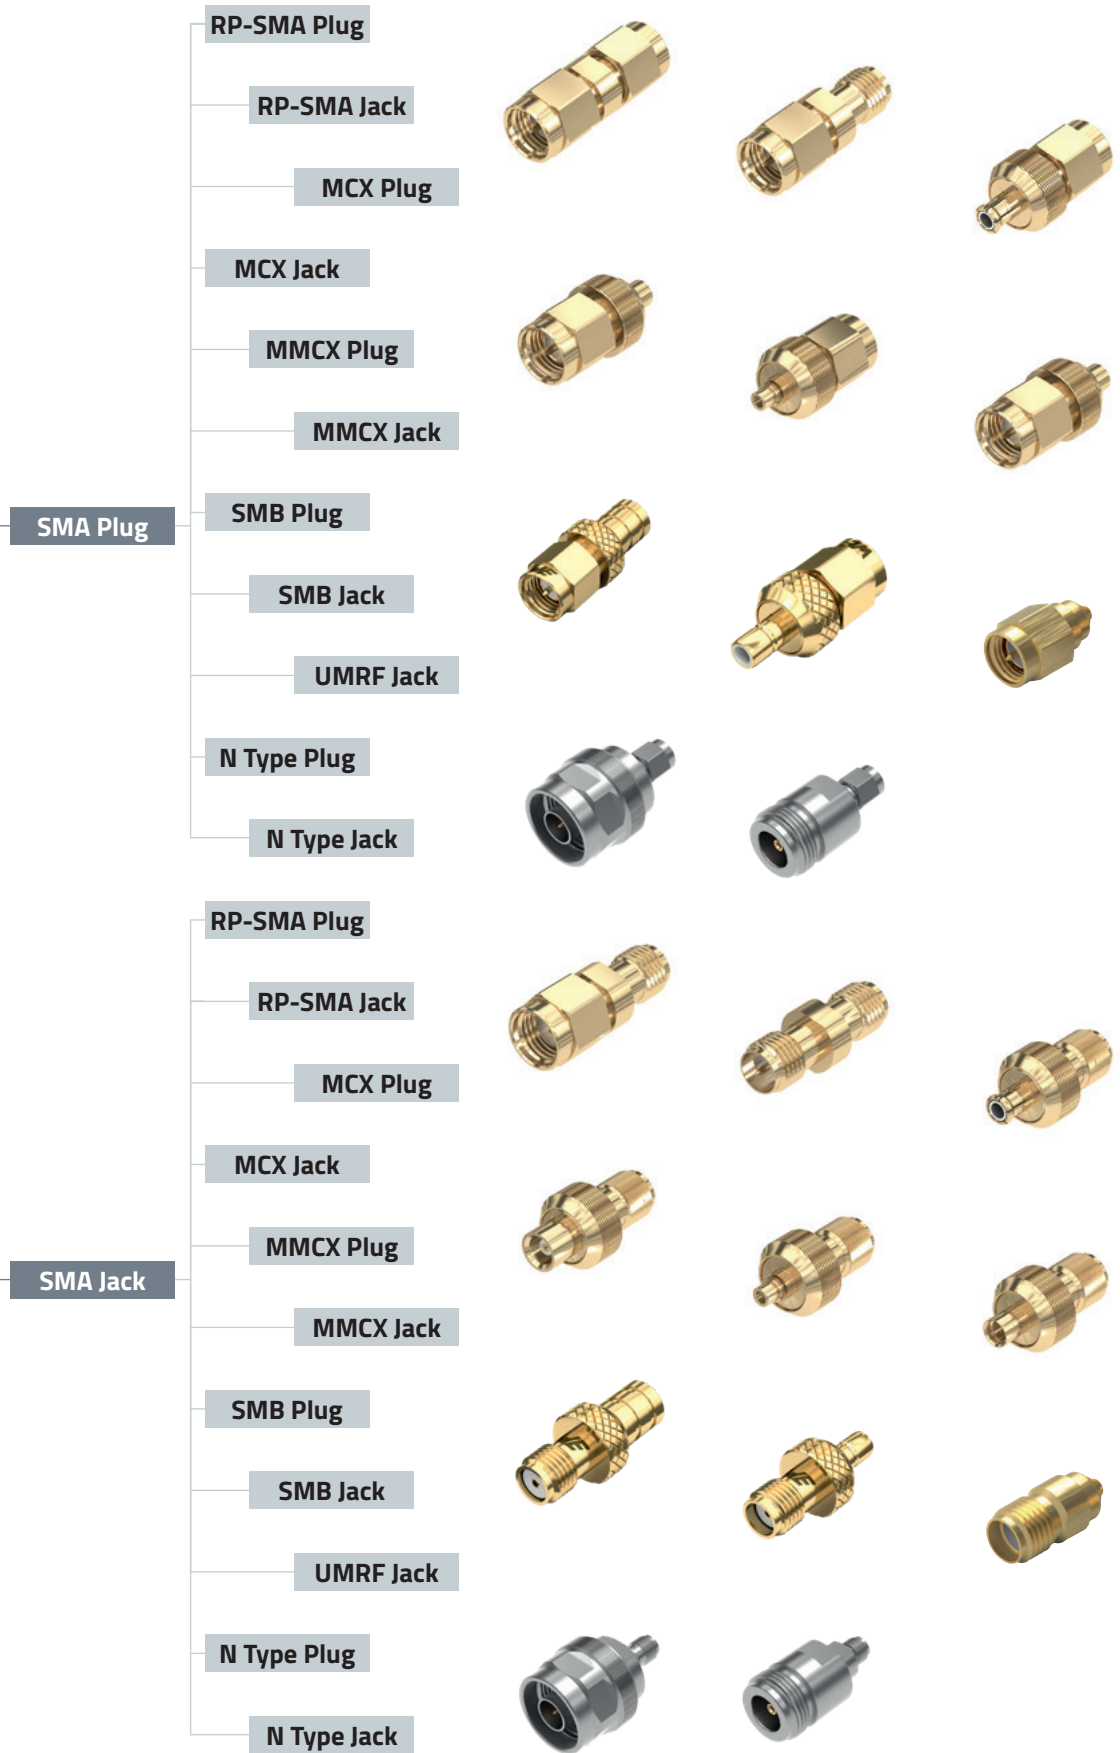 RP-SMA Plug
RP-SMA Jack
MCX Plug
MCX Jack
MMCX Plug
MMCX Jack
SMA Plug
SMB Plug
SMB Jack
UMRF Jack
N Type Plug
N Type Jack
RP-SMA Plug
RP-SMA Jack
MCX Plug
MCX Jack
MMCX Plug
SMA Jack
MMCX Jack
SMB Plug
SMB Jack
UMRF Jack
N Type Plug
N Type Jack